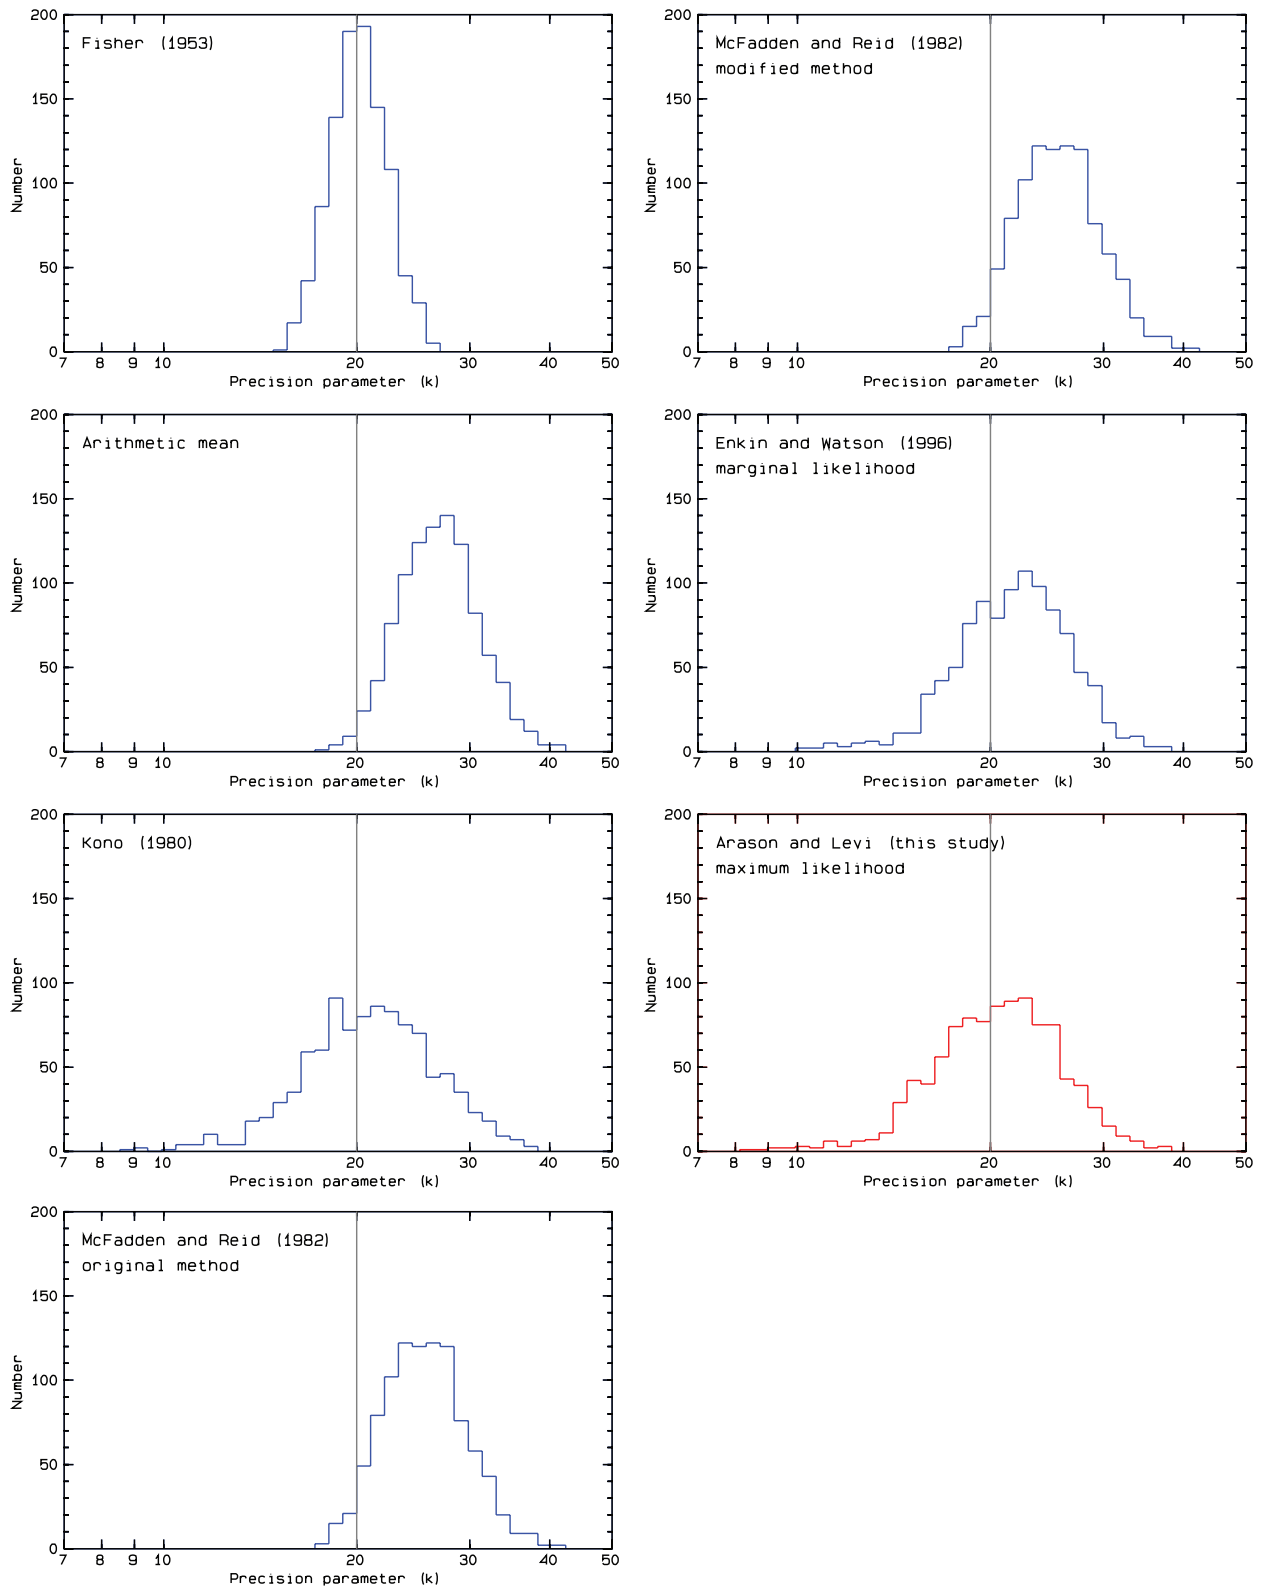 Fisher (1953)
200
150
100
50
0
Number
7 8 9 10 20 30 40 50
Precision parameter (k)
McFadden and Reid (1982)
modified method
200
150
100
50
0
Number
7 8 9 10 20 30 40 50
Precision parameter (k)
Arithmetic mean
200
150
100
50
0
Number
7 8 9 10 20 30 40 50
Precision parameter (k)
Enkin and Watson (1996)
marginal likelihood
200
150
100
50
0
Number
7 8 9 10 20 30 40 50
Precision parameter (k)
Kono (1980)
200
150
100
50
0
Number
7 8 9 10 20 30 40 50
Precision parameter (k)
Arason and Levi (this study)
maximum likelihood
200
150
100
50
0
Number
7 8 9 10 20 30 40 50
Precision parameter (k)
McFadden and Reid (1982)
original method
200
150
100
50
0
Number
7 8 9 10 20 30 40 50
Precision parameter (k)